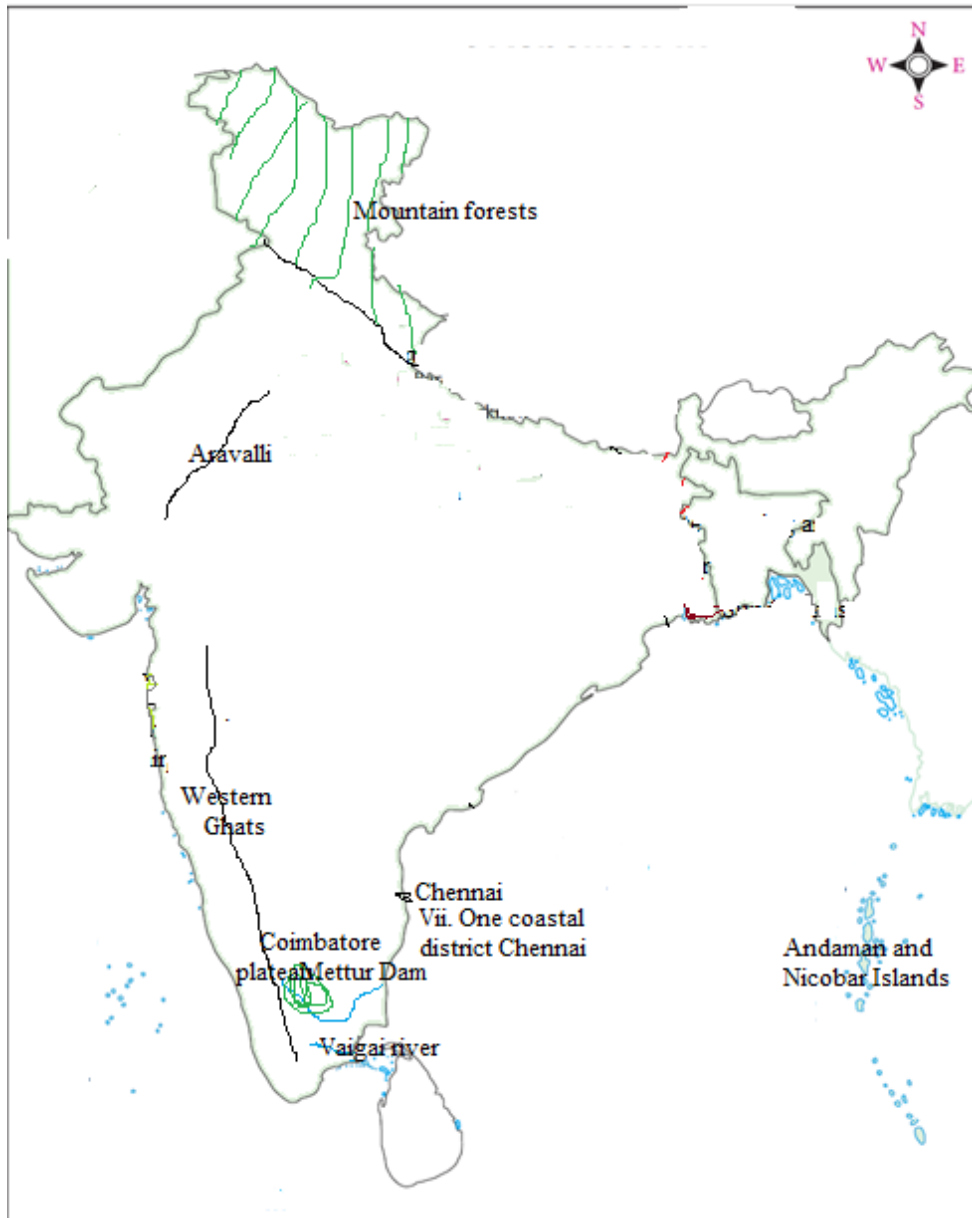 N
W E
S
Mountain forests
Aravalli
a
r
s
Western
Ghats
Chennai
Vii. One coastal
district Chennai
Coimbatore
plateau Mettur Dam
Andaman and
Nicobar Islands
Vaigai river